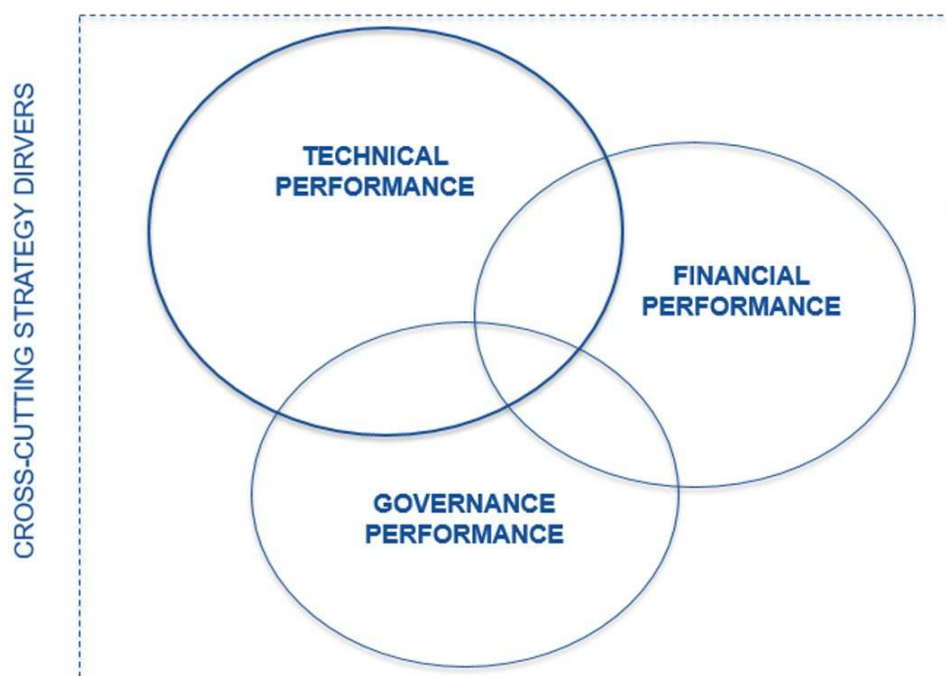 CROSS-CUTTING STRATEGY DIRVERS
TECHNICAL
PERFORMANCE
FINANCIAL
PERFORMANCE
GOVERNANCE
PERFORMANCE